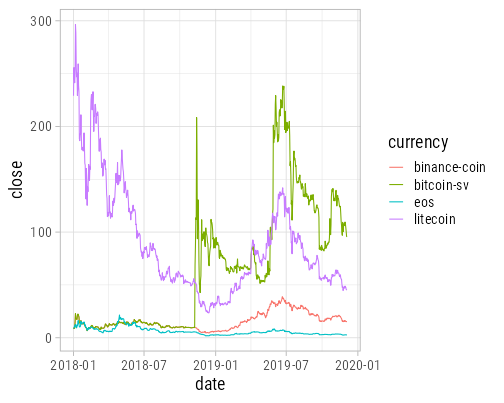 300
200
100
0
close
2018-01
2018-07
2019-01
2019-07
2020-01
date
currency
binance-coin
bitcoin-sv
eos
litecoin